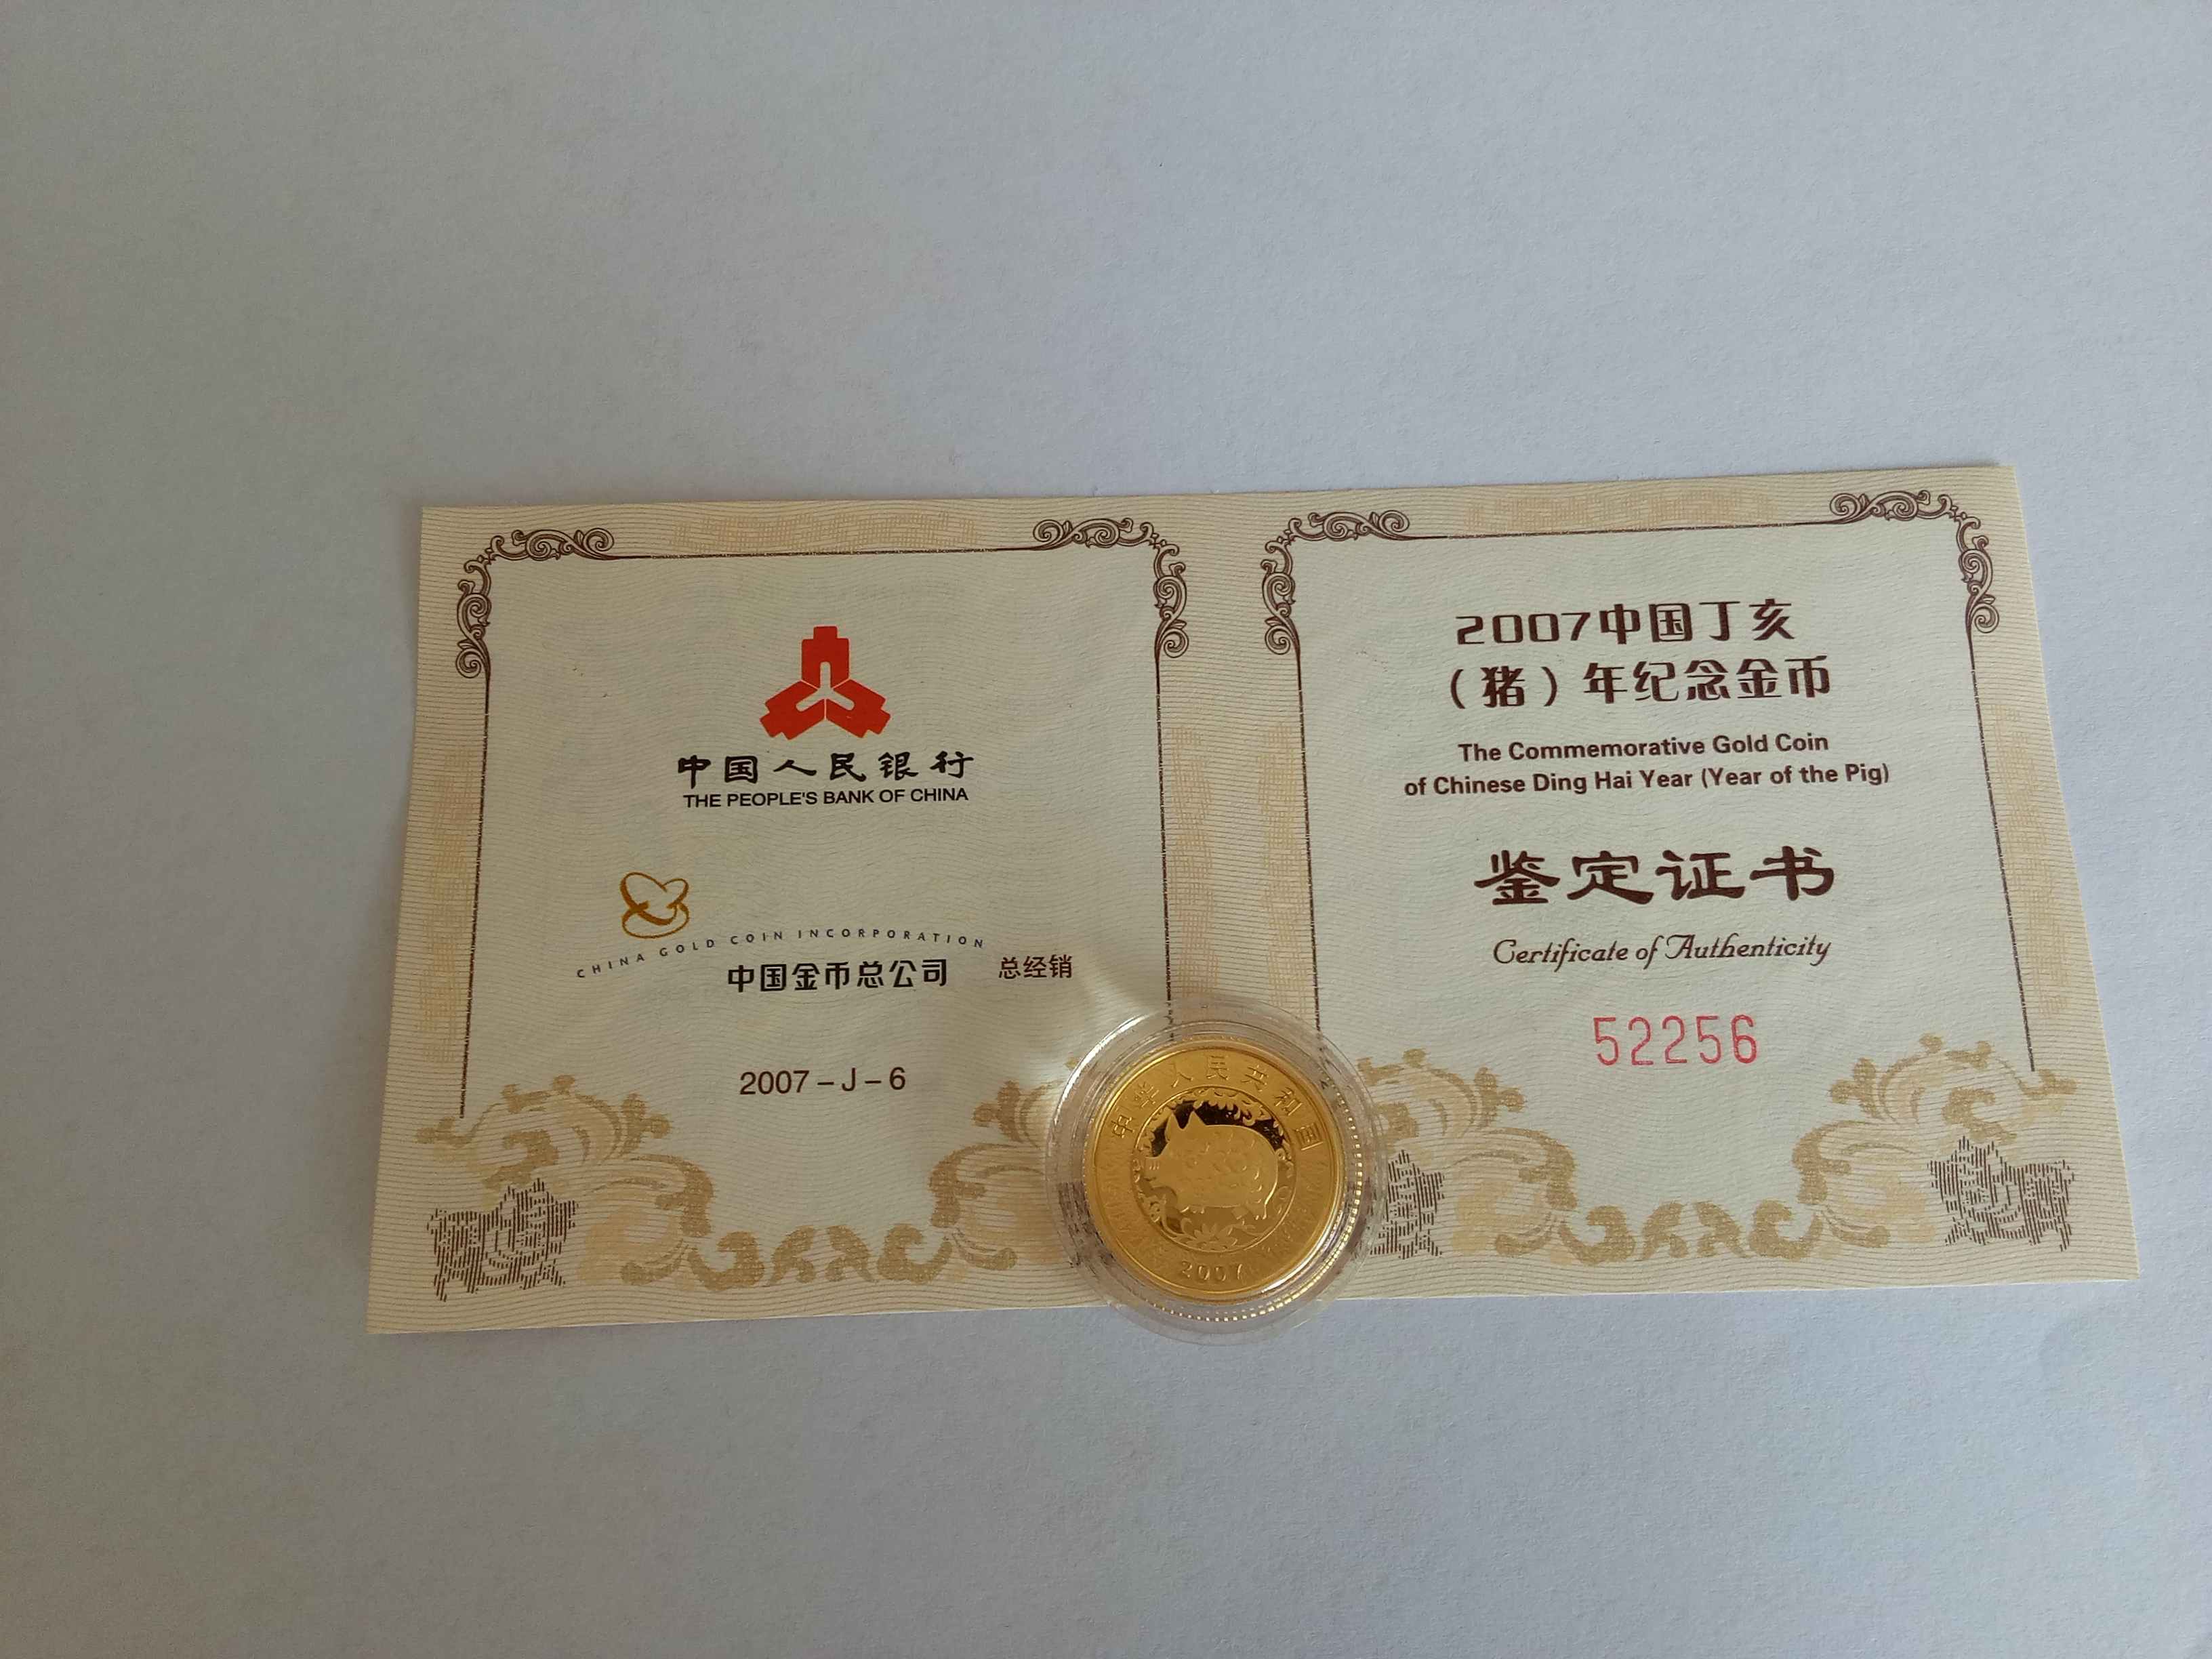 中国人民银行
THE PEOPLE'S BANK OF CHINA
CHINA GOLD COIN INCORPORATION
中国金币总公司 总经销
2007-J-6
2007中国丁亥
（猪）年纪念金币
The Commemorative Gold Coin
of Chinese Ding Hai Year (Year of the Pig)
鉴定证书
Certificate of Authenticity
52256
中华人民共和国
2007